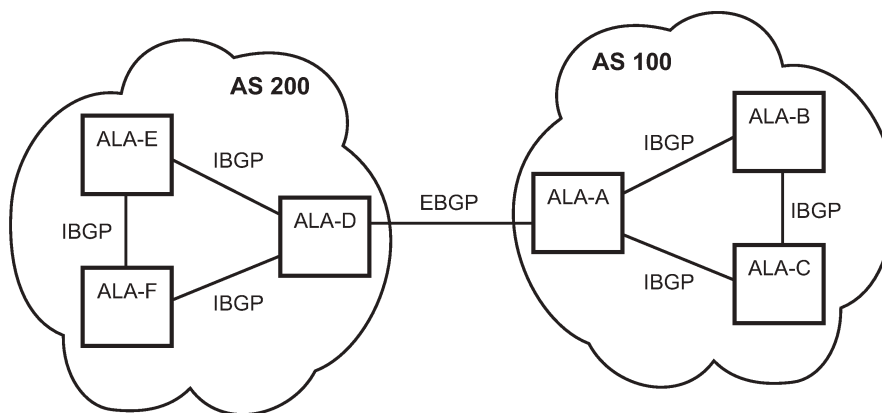 AS 200
ALA-E
IBGP
IBGP
ALA-D
ALA-F
IBGP
EBGP
AS 100
ALA-B
IBGP
ALA-A
IBGP
IBGP
ALA-C